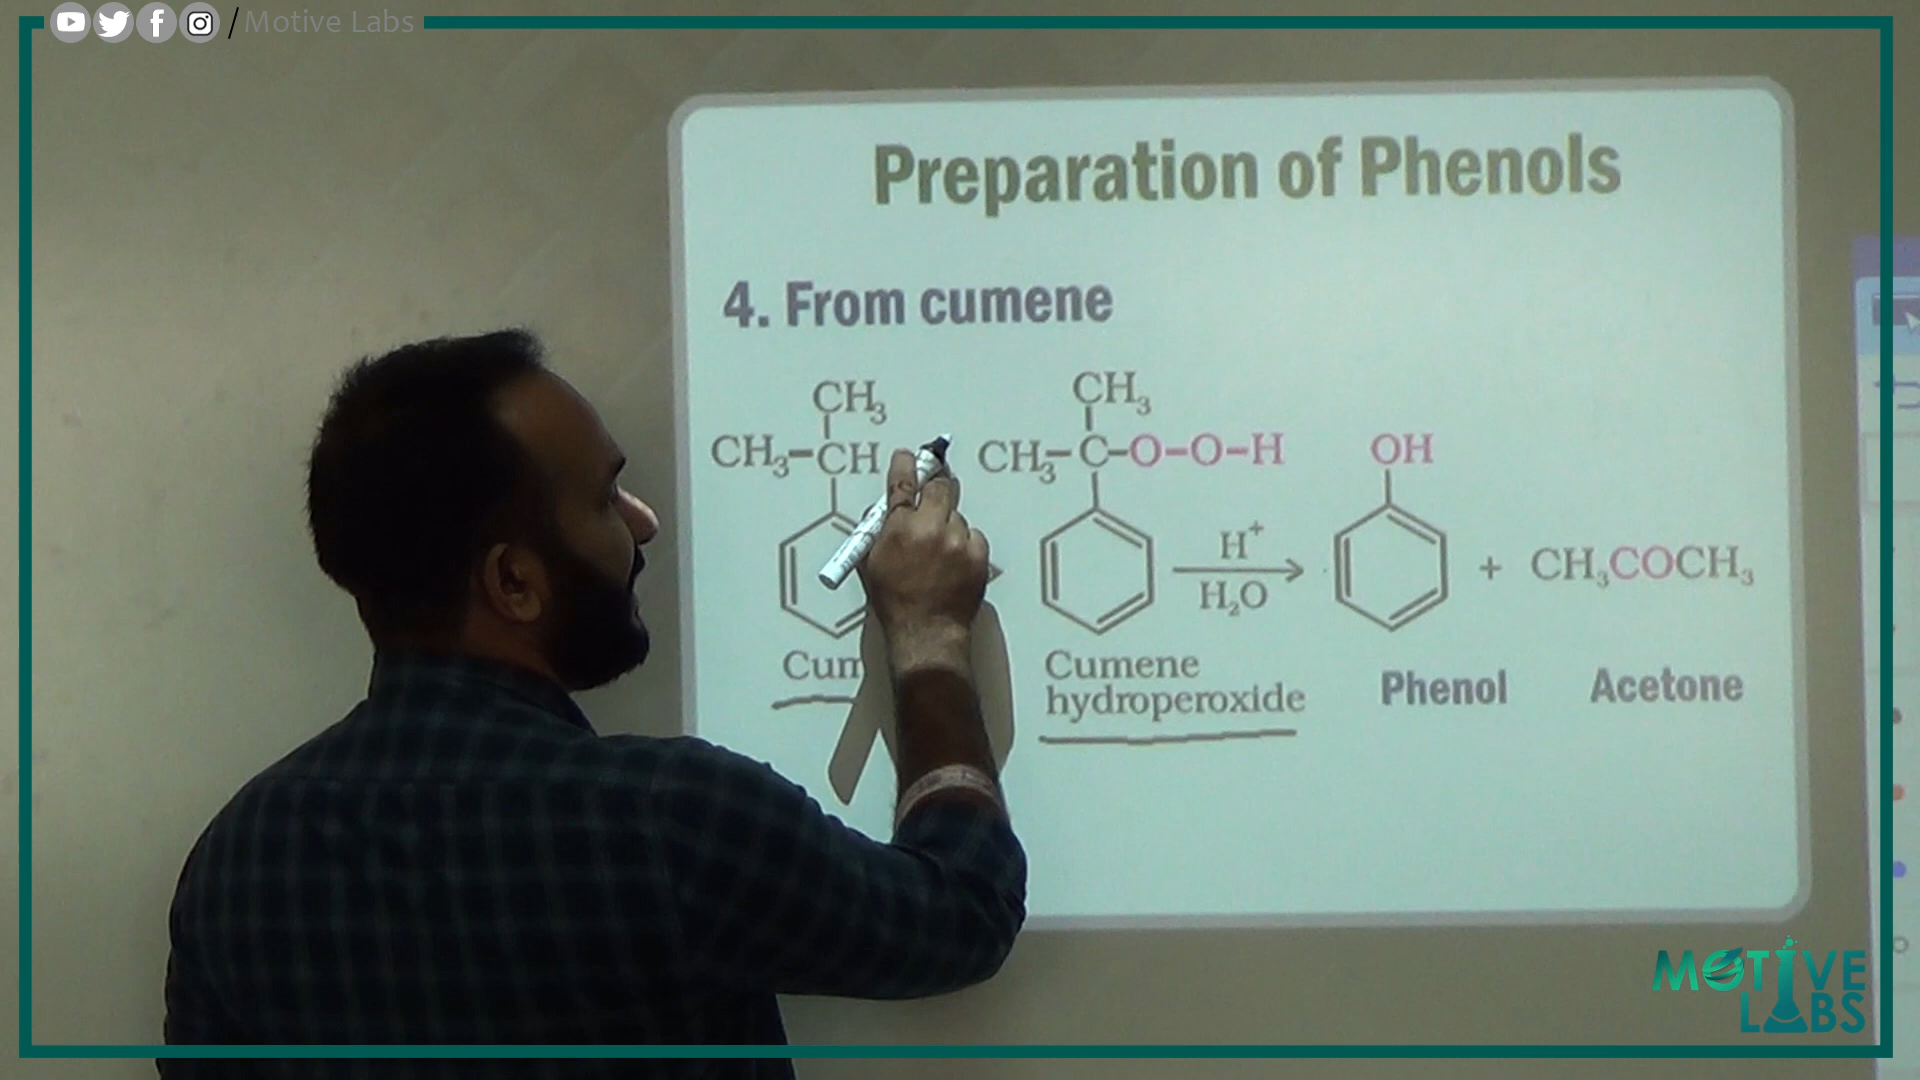 / Motive Labs
Preparation of Phenols
4. From cumene
CH₃ CH₃
CH₃-CH CH₃-C-O-O-H OH
H⁺
H₂O + CH₃COCH₃
Cum Cumene
hydroperoxide Phenol Acetone
MOTIVE
LABS